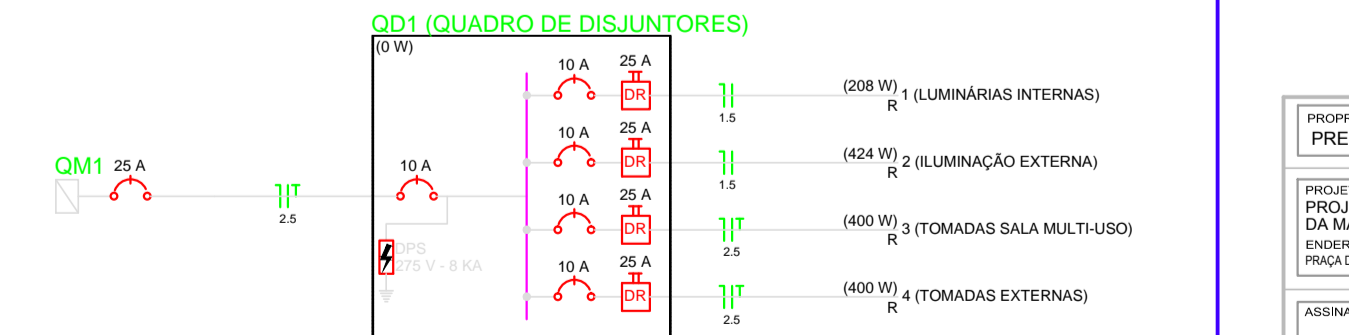 QD1 (QUADRO DE DISJUNTORES)
(0 W)
10 A 25 A
DR
1.5
(208 W)
R
1 (LUMINÁRIAS INTERNAS)
10 A 25 A
DR
1.5
(424 W)
R
2 (ILUMINAÇÃO EXTERNA)
QM1 25 A
2.5
10 A
10 A 25 A
DR
2.5
(400 W)
R
3 (TOMADAS SALA MULTI-USO)
DPS
275 V - 8 KA
10 A 25 A
DR
2.5
(400 W)
R
4 (TOMADAS EXTERNAS)
PROPR
PRE
PROJE
PROJ
DA MA
ENDER
PRAÇA D
ASSINA